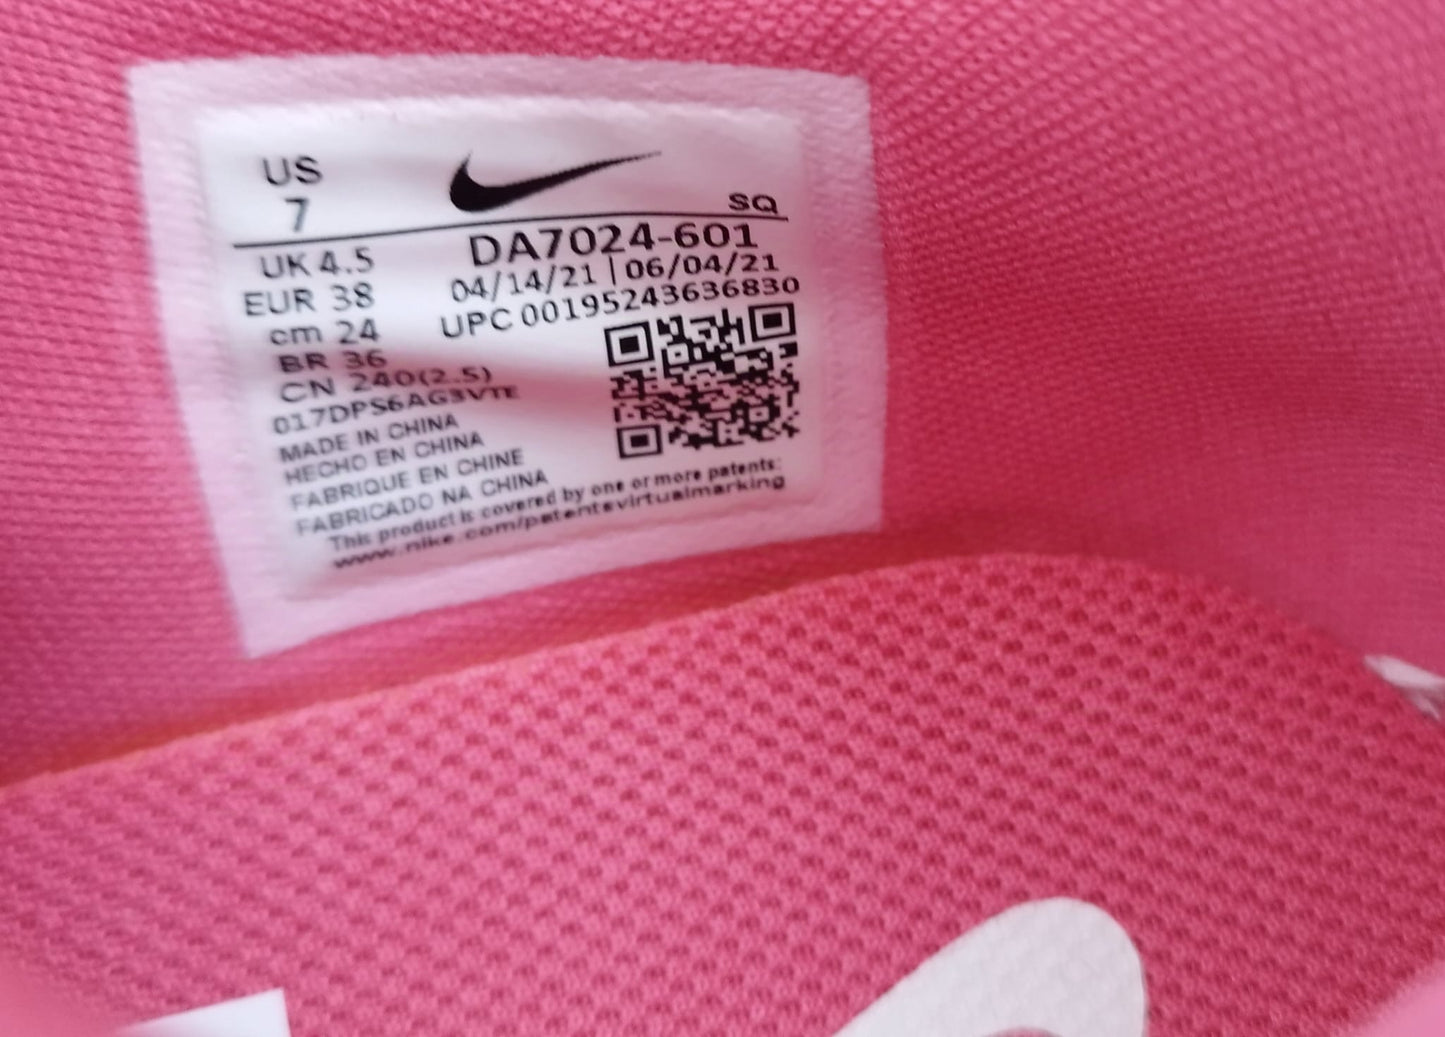 US
7
SQ
UK 4.5
DA7024-601
EUR 38
04/14/21 | 06/04/21
cm 24
UPC 00195243636830
BR 36
CN 240(2.5)
017DPS6AG3VTE
MADE IN CHINA
HECHO EN CHINA
FABRIQUE EN CHINE
FABRICADO NA CHINA
This product is covered by one or more patents:
www.nike.com/patentsvirtualmarking